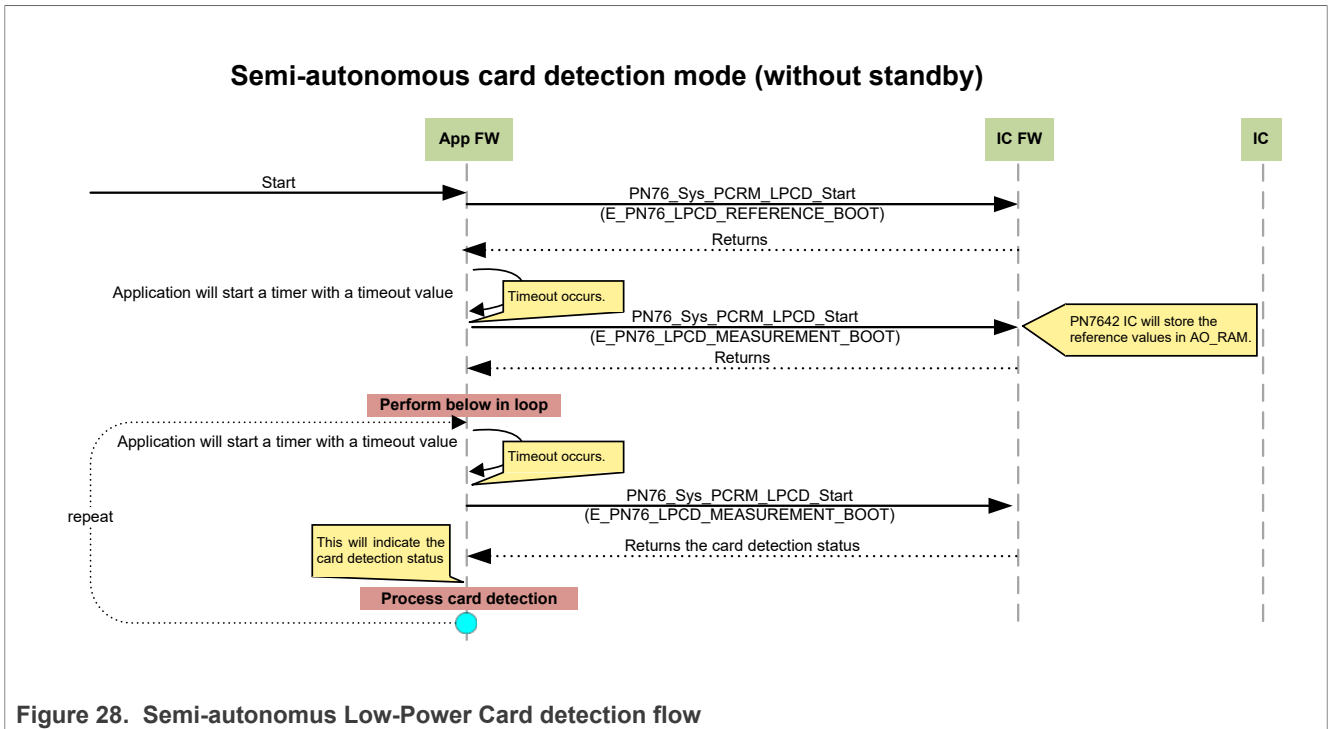 Semi-autonomous card detection mode (without standby)
App FW
IC FW
IC
Start
PN76_Sys_PCRM_LPCD_Start
(E_PN76_LPCD_REFERENCE_BOOT)
Returns
Application will start a timer with a timeout value
Timeout occurs.
PN76_Sys_PCRM_LPCD_Start
(E_PN76_LPCD_MEASUREMENT_BOOT)
PN7642 IC will store the
reference values in AO_RAM.
Returns
Perform below in loop
Application will start a timer with a timeout value
Timeout occurs.
PN76_Sys_PCRM_LPCD_Start
(E_PN76_LPCD_MEASUREMENT_BOOT)
repeat
This will indicate the
card detection status
Returns the card detection status
Process card detection
Figure 28. Semi-autonomus Low-Power Card detection flow